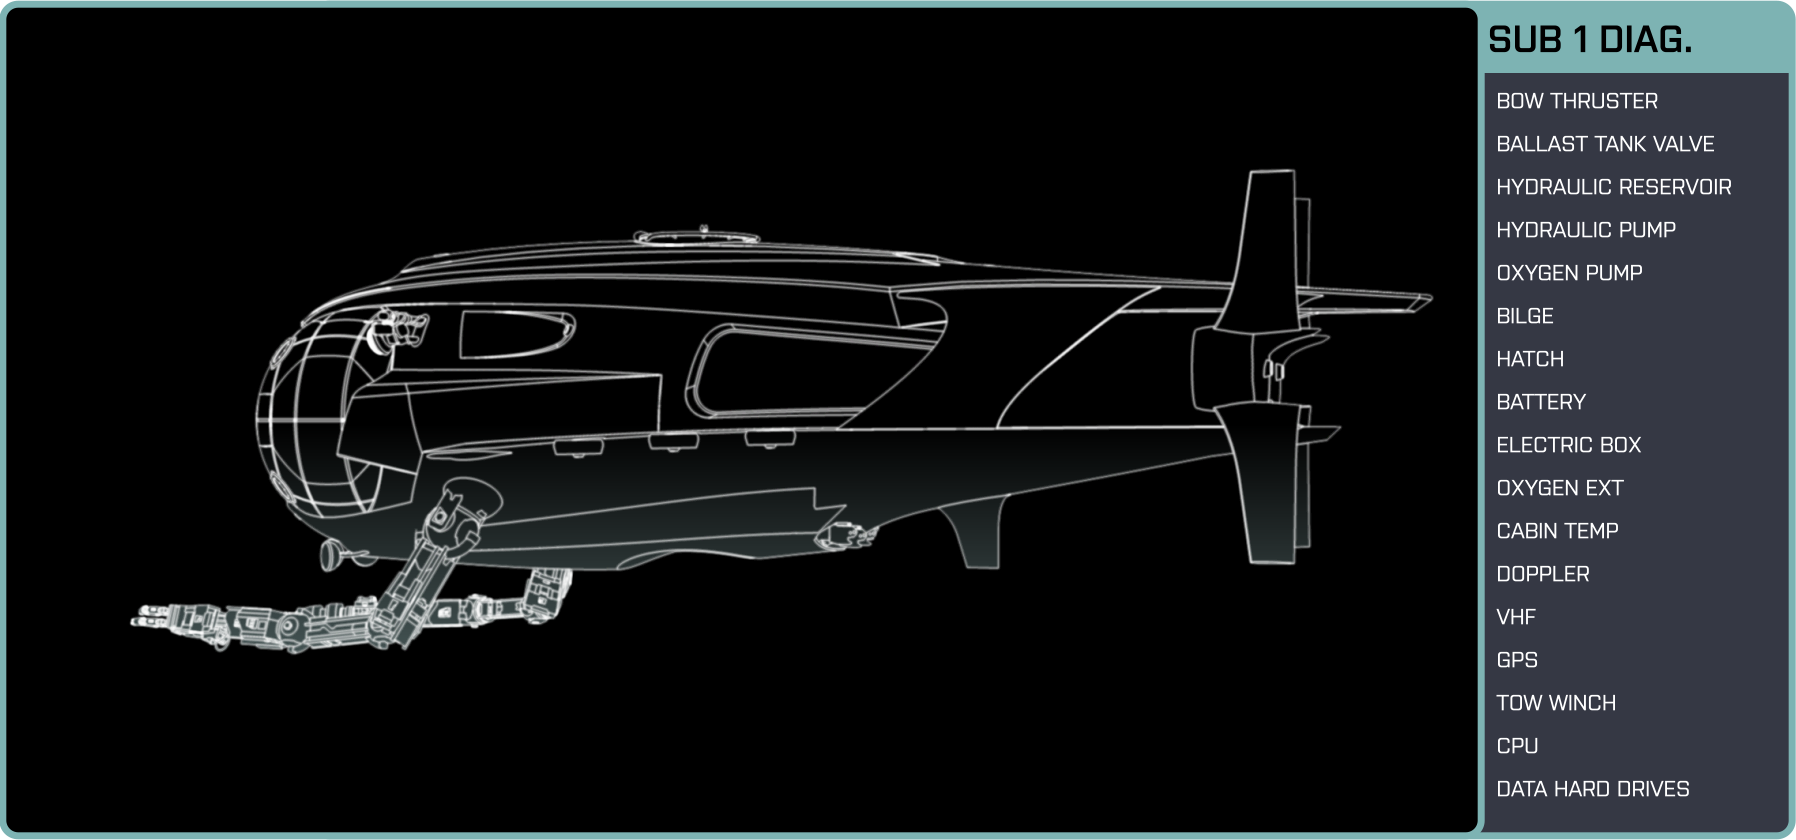 SUB 1 DIAG.
BOW THRUSTER
BALLAST TANK VALVE
HYDRAULIC RESERVOIR
HYDRAULIC PUMP
OXYGEN PUMP
BILGE
HATCH
BATTERY
ELECTRIC BOX
OXYGEN EXT
CABIN TEMP
DOPPLER
VHF
GPS
TOW WINCH
CPU
DATA HARD DRIVES